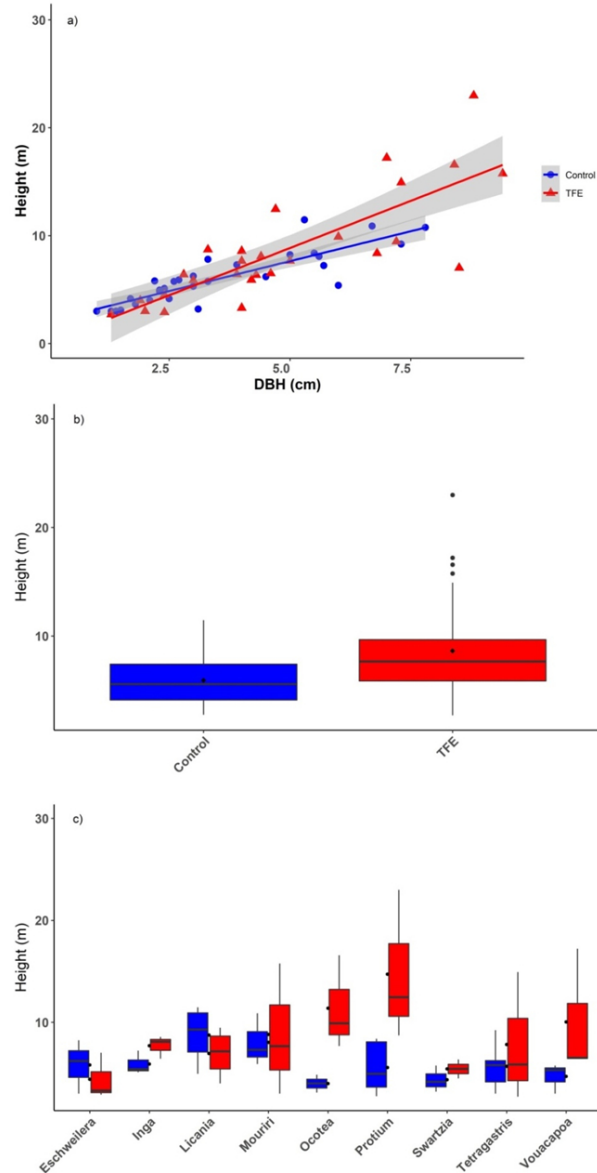 a)
30
20
10
0
Height (m)
2.5
5.0
7.5
DBH (cm)
Control
TFE
b)
30
20
10
Height (m)
Control
TFE
c)
30
20
10
Height (m)
Eschweilera
Inga
Licania
Mouriri
Ocotea
Protium
Swartzia
Tetragastris
Vouacapoa